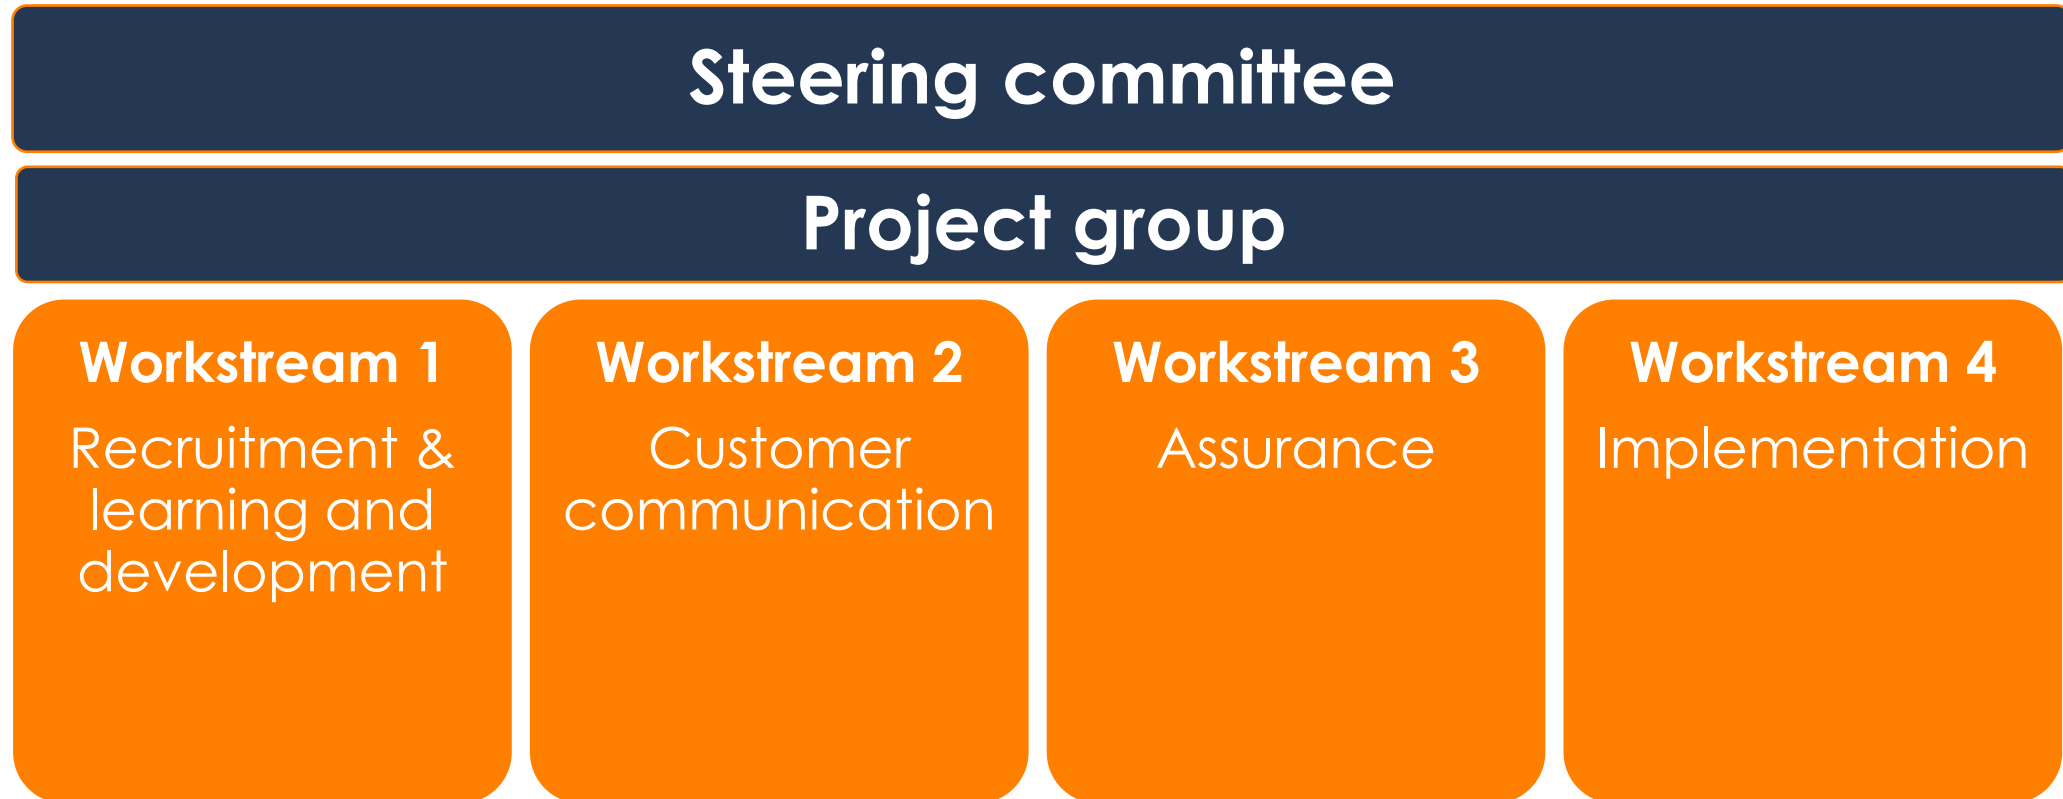 Steering committee
Project group
Workstream 1
Recruitment &
learning and
development
Workstream 2
Customer
communication
Workstream 3
Assurance
Workstream 4
Implementation